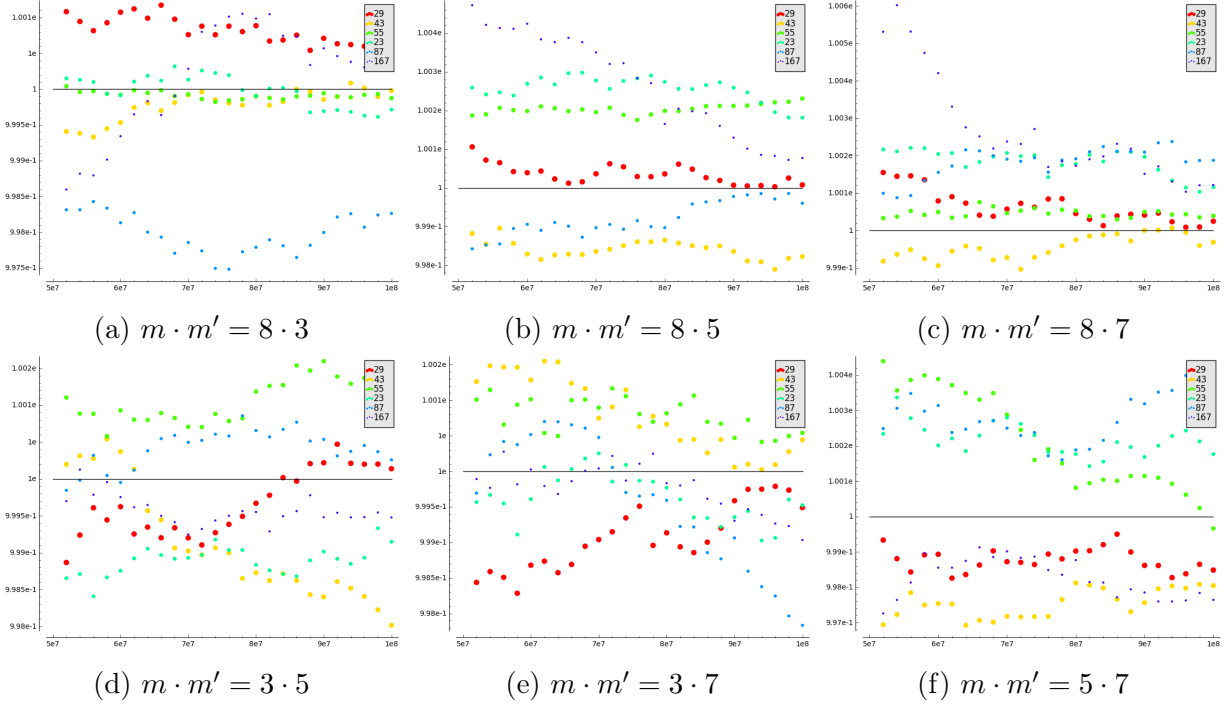 1.001e
1e
1
9.995e-1
9.99e-1
9.985e-1
9.98e-1
9.975e-1
5e7 6e7 7e7 8e7 9e7 1e8
29
43
55
23
87
167
(a) m · m′ = 8 · 3
1.004e
1.003e
1.002e
1.001e
1
9.99e-1
9.98e-1
5e7 6e7 7e7 8e7 9e7 1e8
29
43
55
23
87
167
(b) m · m′ = 8 · 5
1.006e
1.005e
1.004e
1.003e
1.002e
1.001e
1
9.99e-1
5e7 6e7 7e7 8e7 9e7 1e8
29
43
55
23
87
167
(c) m · m′ = 8 · 7
1.002e
1.001e
1e
1e
9.995e-1
9.99e-1
9.985e-1
9.98e-1
5e7 6e7 7e7 8e7 9e7 1e8
29
43
55
23
87
167
(d) m · m′ = 3 · 5
1.002e
1.001e
1e
1e
9.995e-1
9.99e-1
9.985e-1
9.98e-1
5e7 6e7 7e7 8e7 9e7 1e8
29
43
55
23
87
167
(e) m · m′ = 3 · 7
1.004e
1.003e
1.002e
1.001e
1
9.99e-1
9.98e-1
9.97e-1
5e7 6e7 7e7 8e7 9e7 1e8
29
43
55
23
87
167
(f) m · m′ = 5 · 7